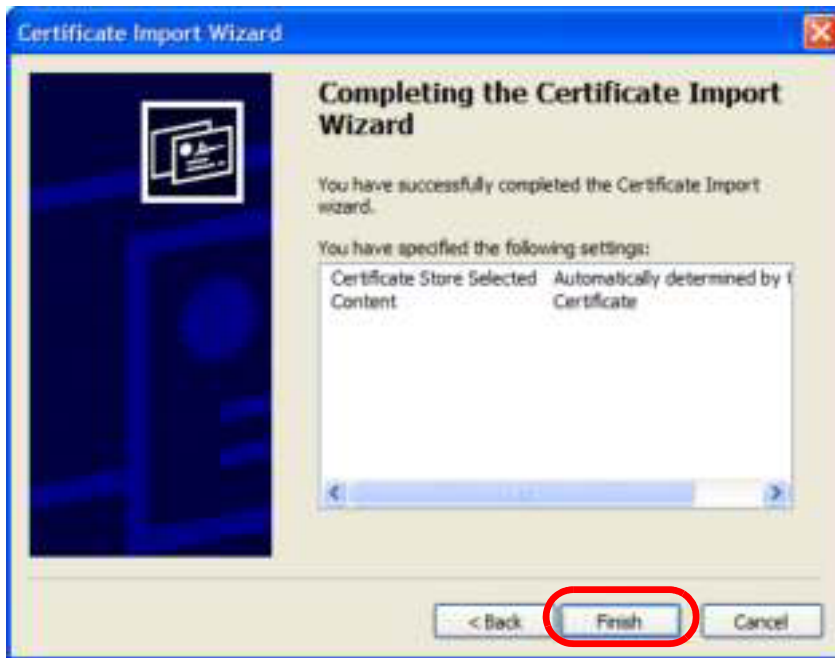 Certificate Import Wizard
Completing the Certificate Import
Wizard
You have successfully completed the Certificate Import
wizard.
You have specified the following settings:
Certificate Store Selected Automatically determined by t
Content Certificate
< Back Finish Cancel